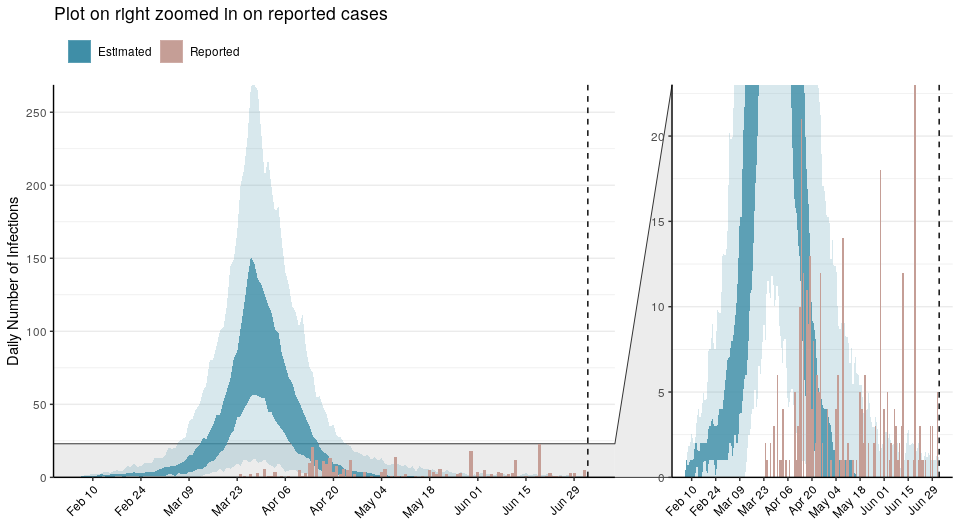 Plot on right zoomed in on reported cases
Estimated Reported
Daily Number of Infections
250
200
150
100
50
0
Feb 10 Feb 24 Mar 09 Mar 23 Apr 06 Apr 20 May 04 May 18 Jun 01 Jun 15 Jun 29
20
15
10
5
0
Feb 10 Feb 24 Mar 09 Mar 23 Apr 06 Apr 20 May 04 May 18 Jun 01 Jun 15 Jun 29